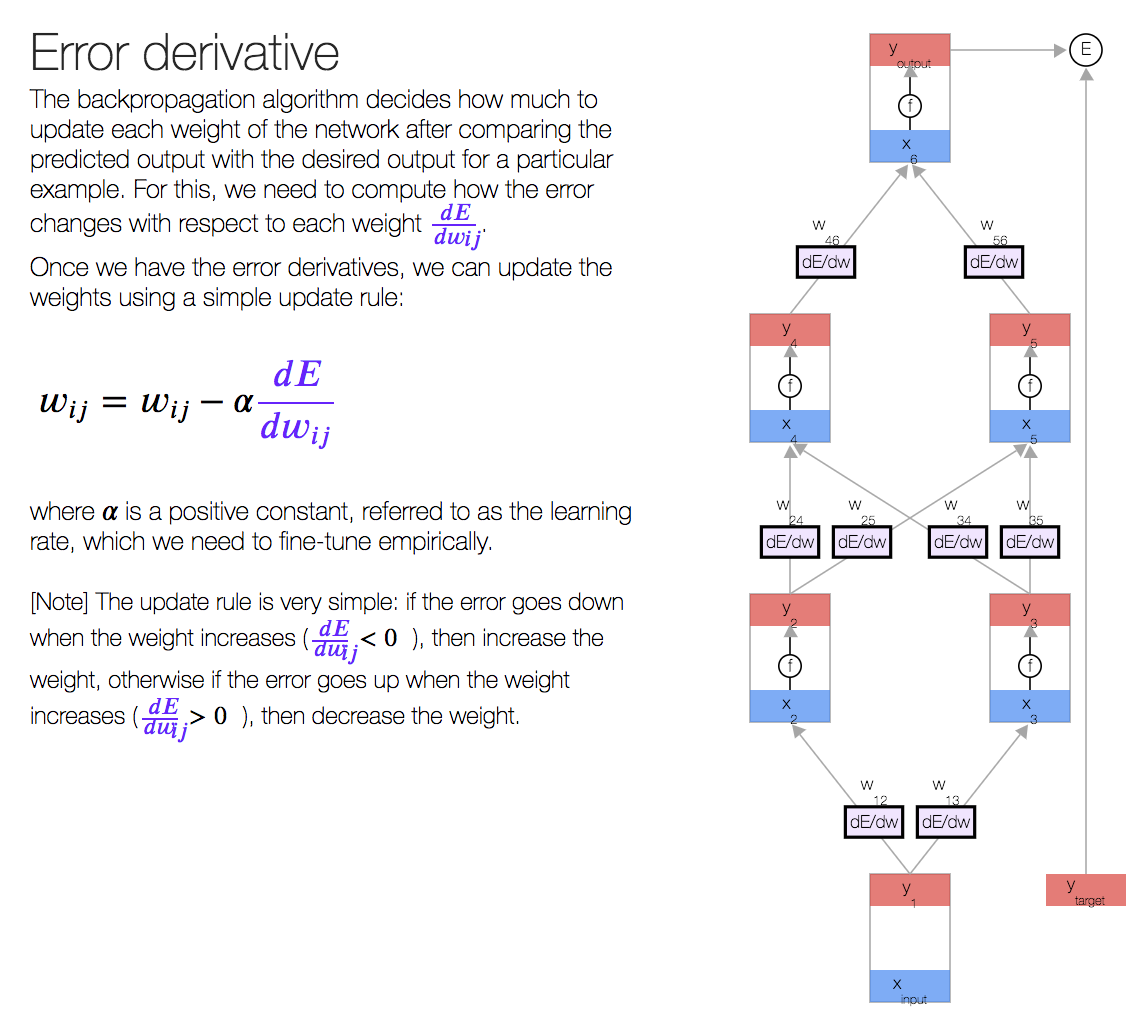 Error derivative
The backpropagation algorithm decides how much to
update each weight of the network after comparing the
predicted output with the desired output for a particular
example. For this, we need to compute how the error
changes with respect to each weight dE/dwij.
Once we have the error derivatives, we can update the
weights using a simple update rule:
wij = wij − α dE/dwij
where α is a positive constant, referred to as the learning
rate, which we need to fine-tune empirically.
[Note] The update rule is very simple: if the error goes down
when the weight increases (dE/dwij < 0 ), then increase the
weight, otherwise if the error goes up when the weight
increases (dE/dwij > 0 ), then decrease the weight.
y output
E
f
x 6
w 46 w 56
dE/dw dE/dw
y 4 y 5
f f
x 4 x 5
w 24 w 25 w 34 w 35
dE/dw dE/dw dE/dw dE/dw
y 2 y 3
f f
x 2 x 3
w 12 w 13
dE/dw dE/dw
y 1
y target
x input